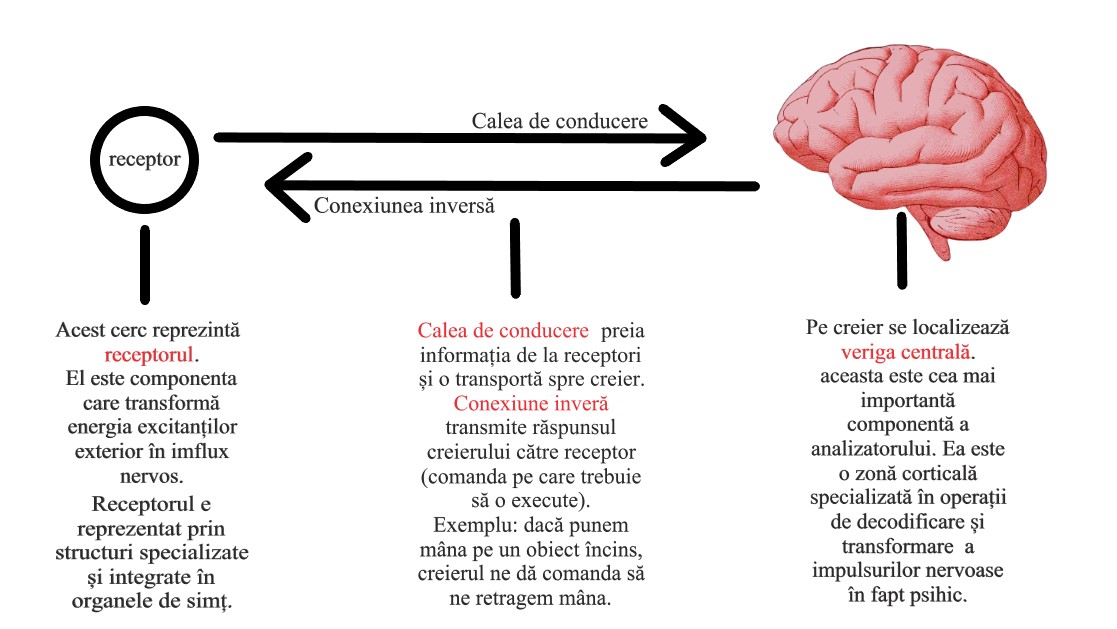 receptor
Calea de conducere
Conexiunea inversă
Acest cerc reprezintă
receptorul.
El este componenta
care transformă
energia excitanților
exterior în imflux
nervos.
Receptorul e
reprezentat prin
structuri specializate
și integrate în
organele de simț.
Calea de conducere preia
informația de la receptori
și o transportă spre creier.
Conexiune inveră
transmite răspunsul
creierului către receptor
(comanda pe care trebuie
să o execute).
Exemplu: dacă punem
mâna pe un obiect încins,
creierul ne dă comanda să
ne retragem mâna.
Pe creier se localizează
veriga centrală.
aceasta este cea mai
importantă
componentă a
analizatorului. Ea este
o zonă corticală
specializată în operații
de decodificare și
transformare a
impulsurilor nervoase
în fapt psihic.